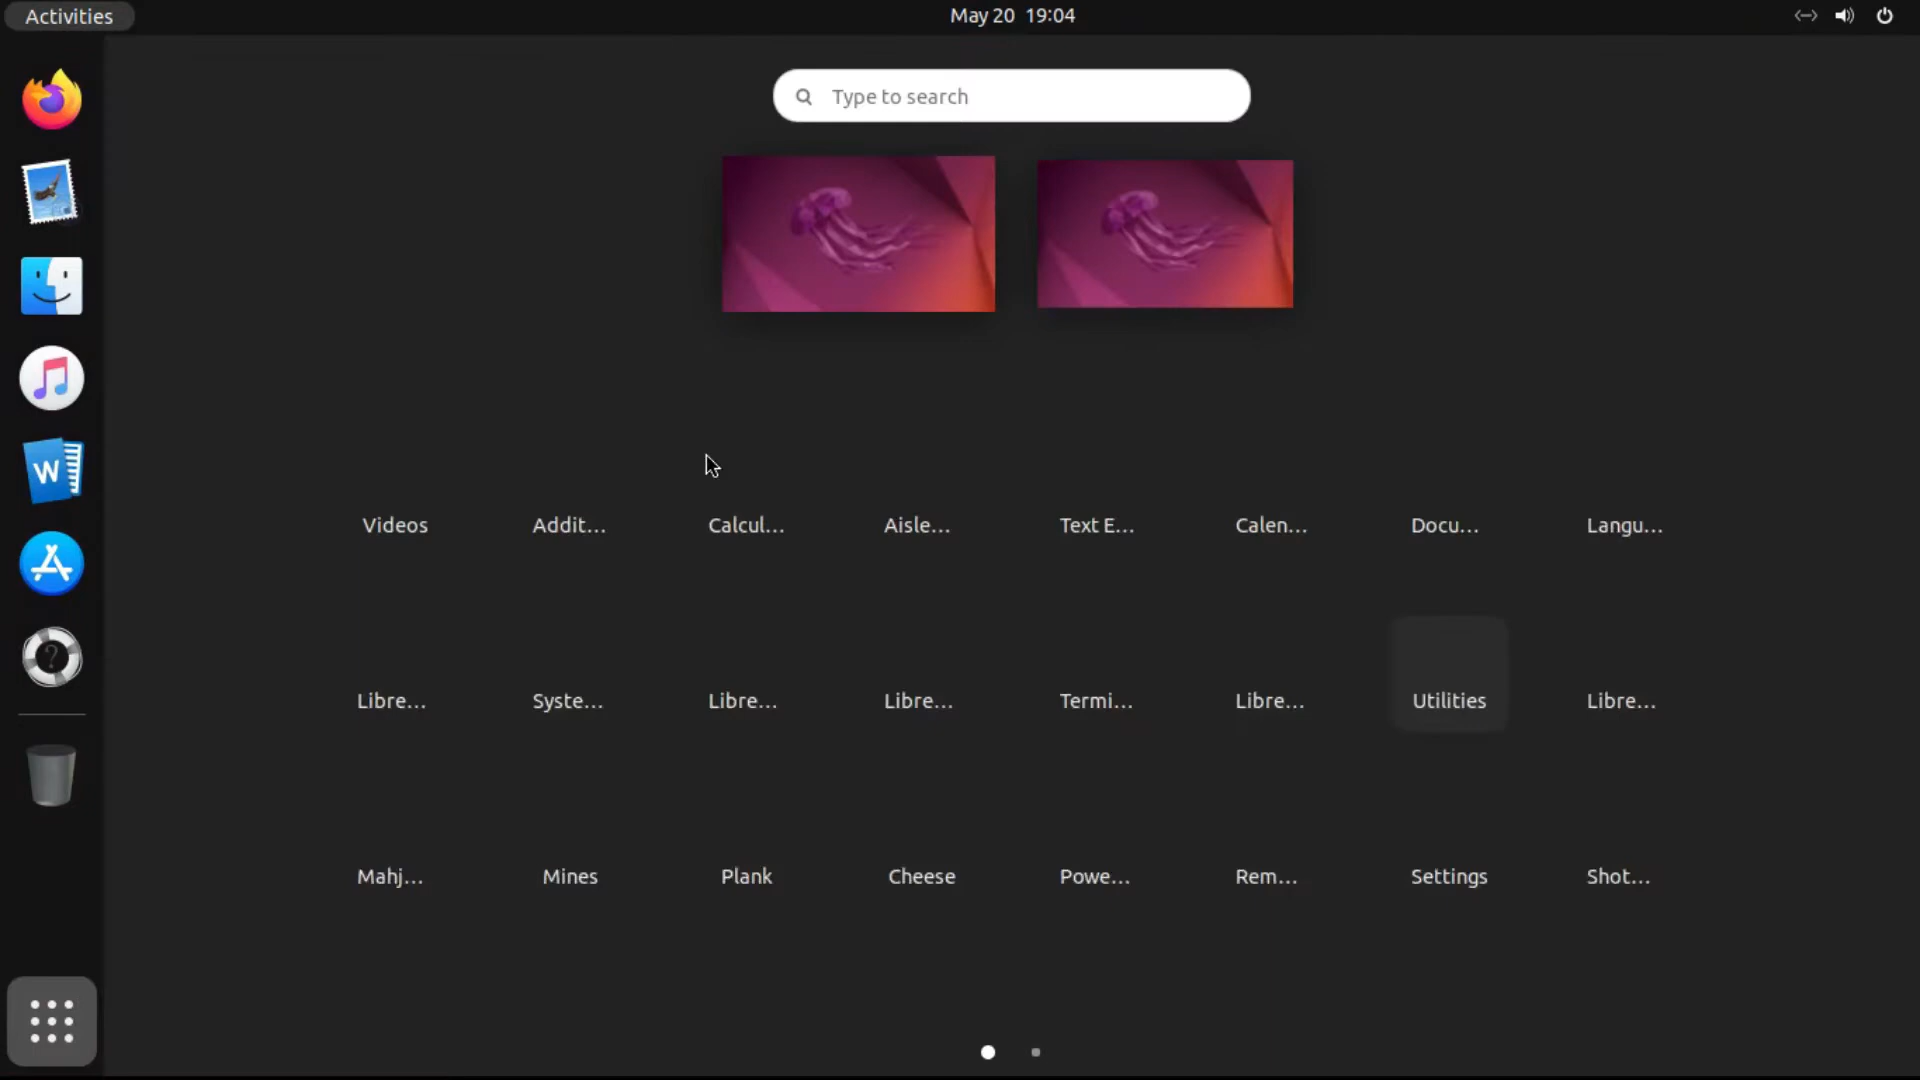 Activities
May 20 19:04
Type to search
W
Videos
Addit...
Calcul...
Aisle...
Text E...
Calen...
Docu...
Langu...
Libre...
Syste...
Libre...
Libre...
Termi...
Libre...
Utilities
Libre...
?
Mahj...
Mines
Plank
Cheese
Powe...
Rem...
Settings
Shot...